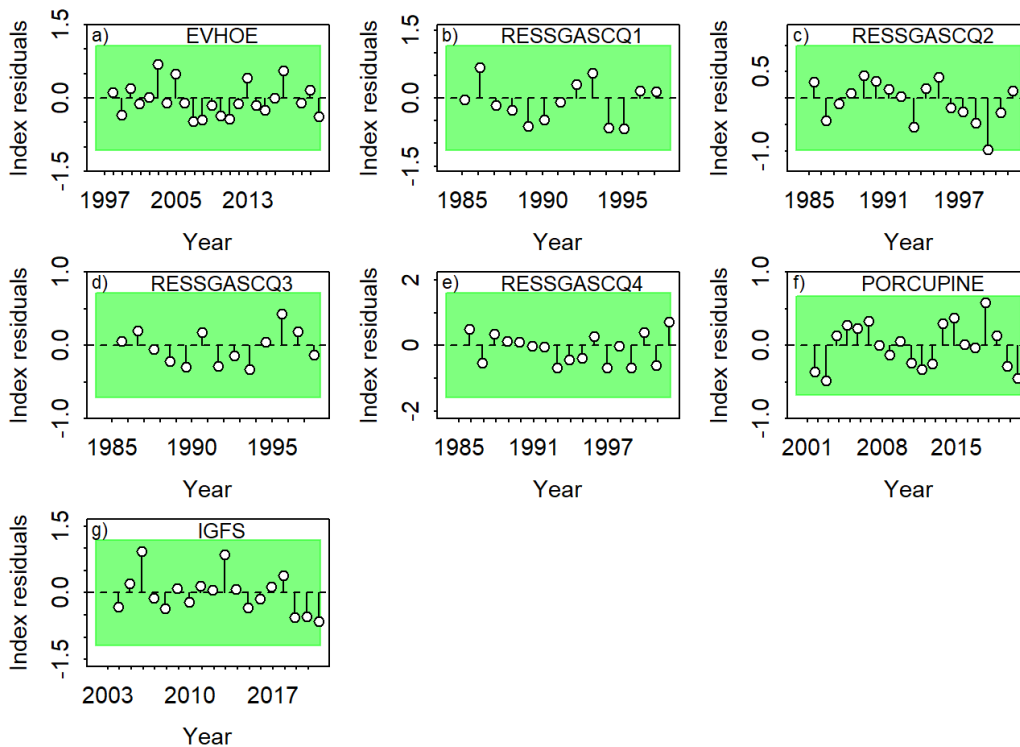 a) EVHOE
Index residuals
1.5
0.0
-1.5
1997 2005 2013
Year
b) RESSGASCQ1
Index residuals
1.5
0.0
-1.5
1985 1990 1995
Year
c) RESSGASCQ2
Index residuals
0.5
-1.0
1985 1991 1997
Year
d) RESSGASCQ3
Index residuals
1.0
0.0
-1.0
1985 1990 1995
Year
e) RESSGASCQ4
Index residuals
2
0
-2
1985 1991 1997
Year
f) PORCUPINE
Index residuals
1.0
0.0
-1.0
2001 2008 2015
Year
g) IGFS
Index residuals
1.5
0.0
-1.5
2003 2010 2017
Year